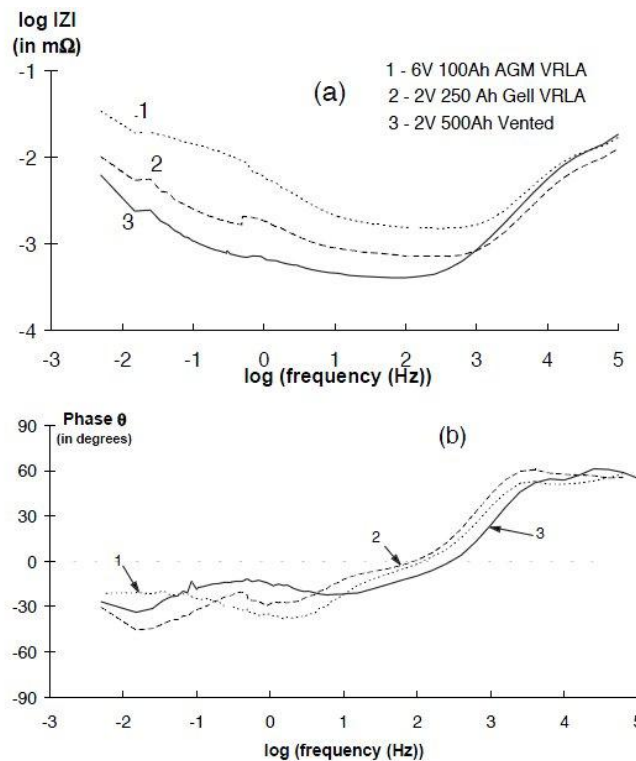 log IZI
(in mΩ)
-1
-2
-3
-4
(a)
1 - 6V 100Ah AGM VRLA
2 - 2V 250 Ah Gell VRLA
3 - 2V 500Ah Vented
1
2
3
-3 -2 -1 0 1 2 3 4 5
log (frequency (Hz))
Phase θ
(in degrees)
(b)
90
60
30
0
-30
-60
-90
1
2
3
-3 -2 -1 0 1 2 3 4 5
log (frequency (Hz))